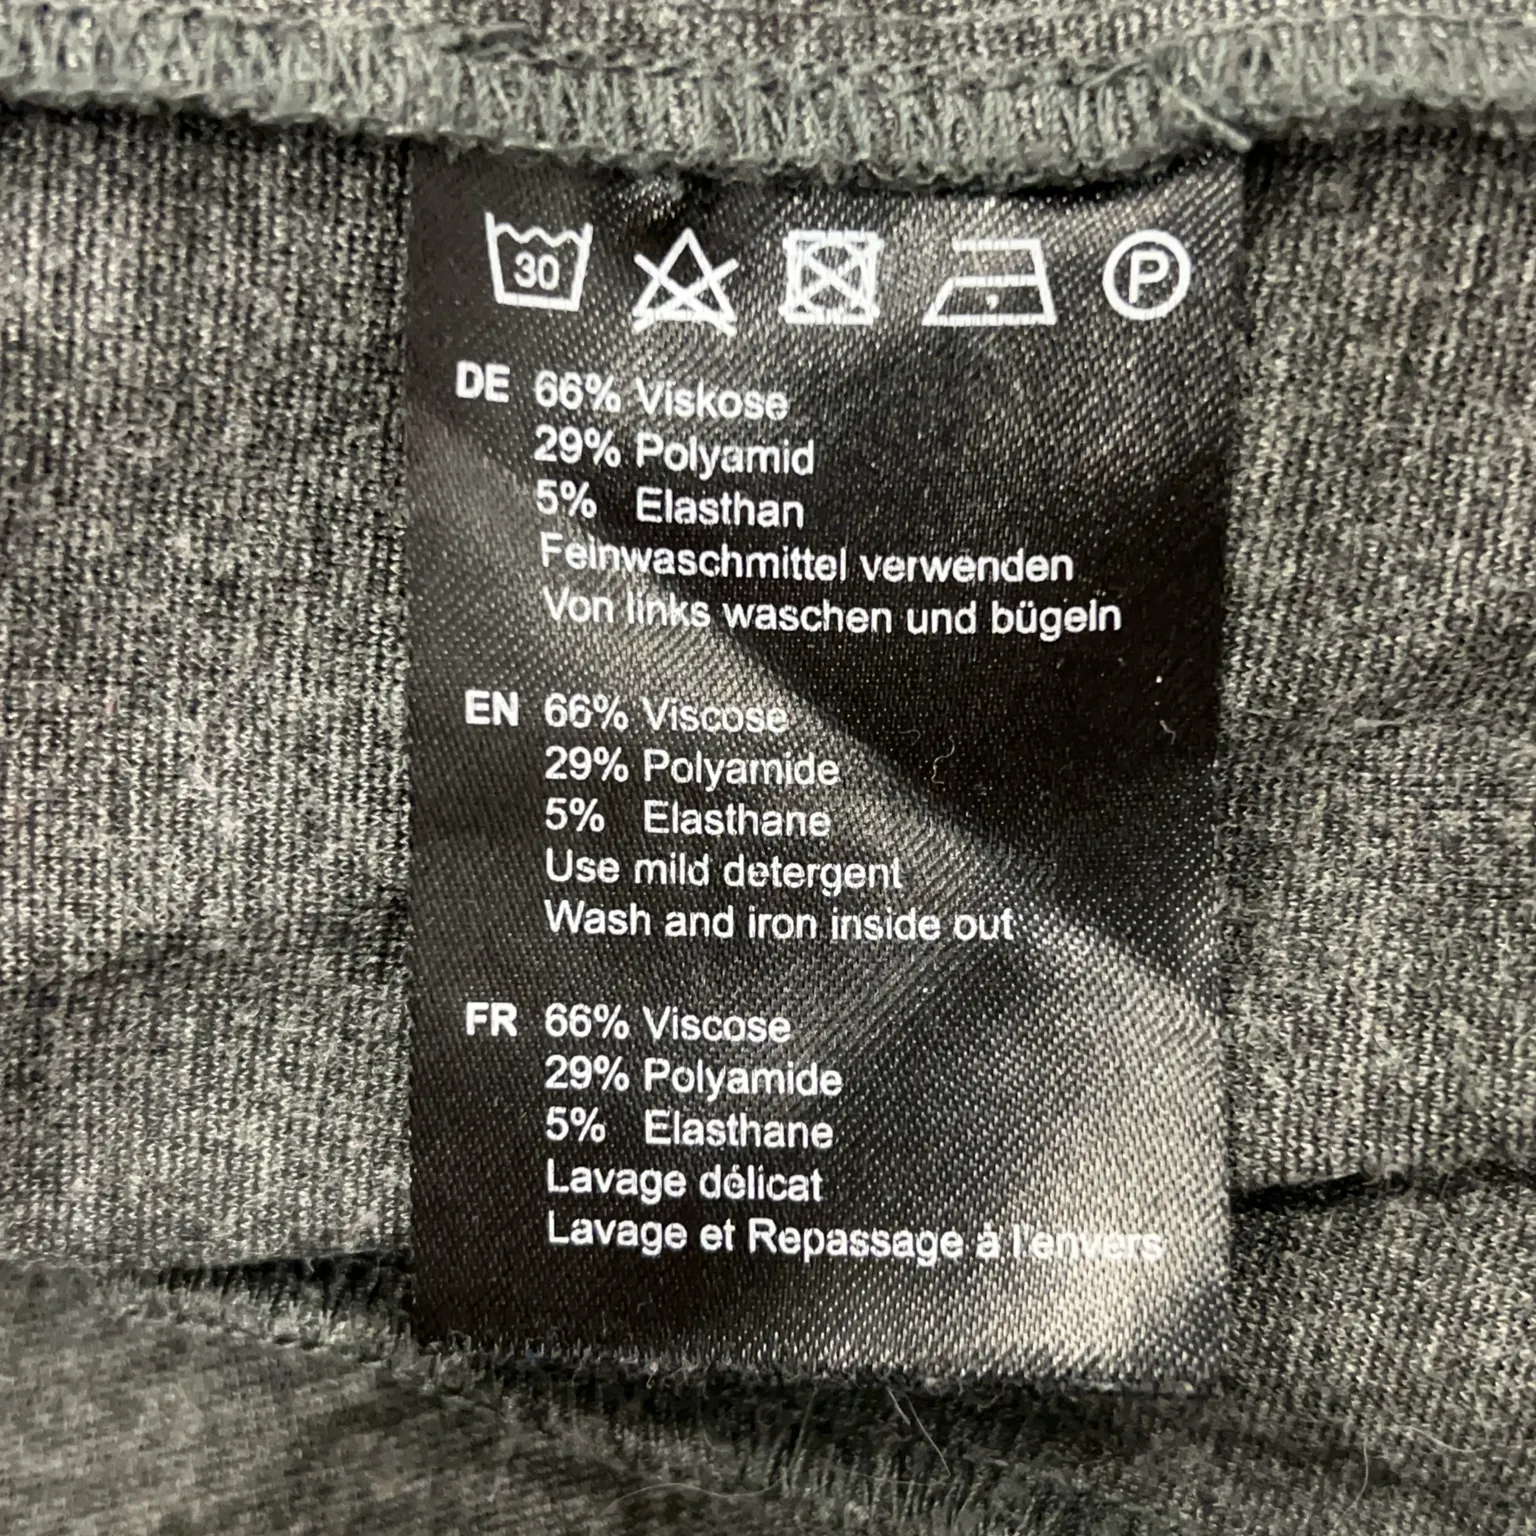 30
P
DE 66% Viskose
29% Polyamid
5% Elasthan
Feinwaschmittel verwenden
Von links waschen und bügeln
EN 66% Viscose
29% Polyamide
5% Elasthane
Use mild detergent
Wash and iron inside out
FR 66% Viscose
29% Polyamide
5% Elasthane
Lavage délicat
Lavage et Repassage à l'envers